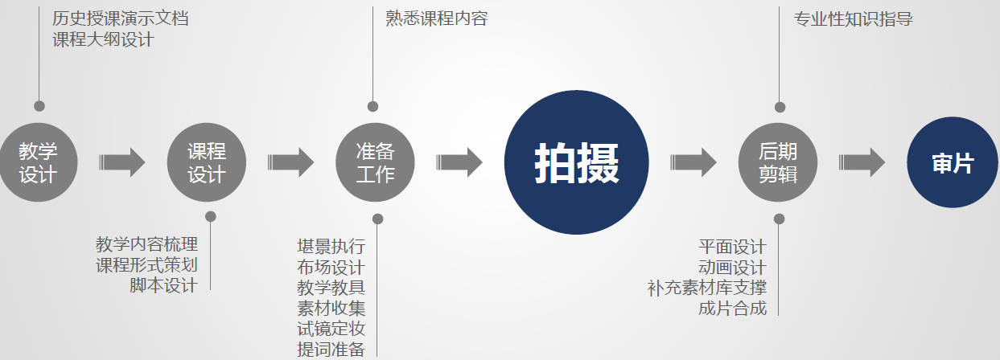 历史授课演示文档
课程大纲设计
熟悉课程内容
专业性知识指导
教学
设计
课程
设计
准备
工作
拍摄
后期
剪辑
审片
教学内容梳理
课程形式策划
脚本设计
堪景执行
布场设计
教学教具
素材收集
试镜定妆
提词准备
平面设计
动画设计
补充素材库支撑
成片合成